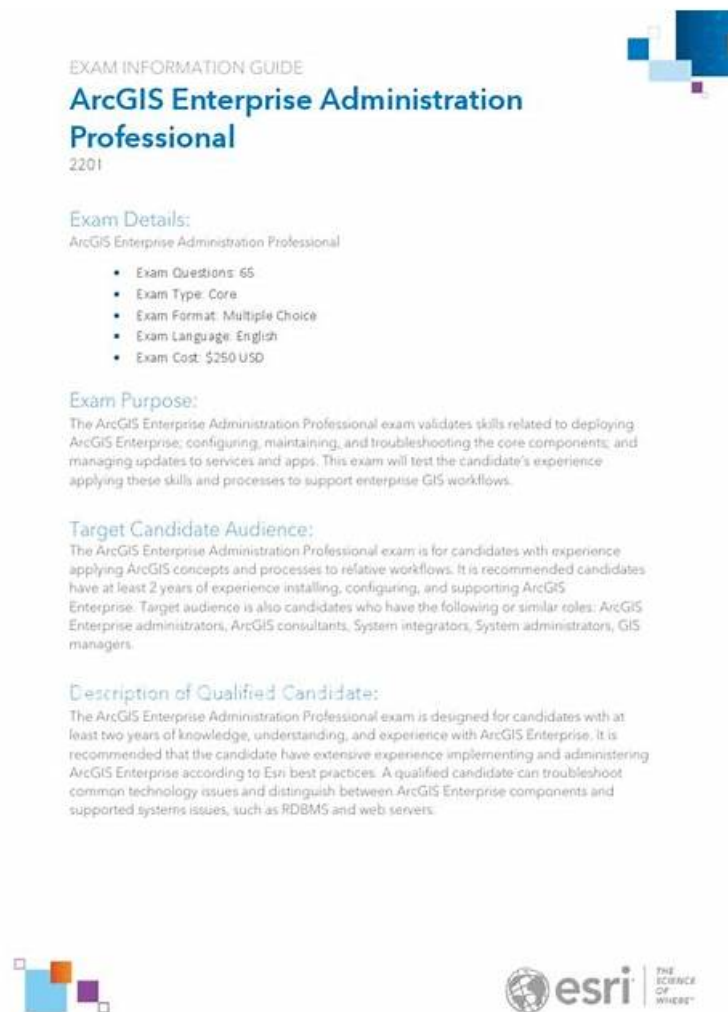 EXAM INFORMATION GUIDE
ArcGIS Enterprise Administration
Professional
2201
Exam Details:
ArcGIS Enterprise Administration Professional
• Exam Questions: 65
• Exam Type: Core
• Exam Format: Multiple Choice
• Exam Language: English
• Exam Cost: $250 USD
Exam Purpose:
The ArcGIS Enterprise Administration Professional exam validates skills related to deploying
ArcGIS Enterprise; configuring, maintaining, and troubleshooting the core components; and
managing updates to services and apps. This exam will test the candidate's experience
applying these skills and processes to support enterprise GIS workflows.
Target Candidate Audience:
The ArcGIS Enterprise Administration Professional exam is for candidates with experience
applying ArcGIS concepts and processes to relative workflows. It is recommended candidates
have at least 2 years of experience installing, configuring, and supporting ArcGIS
Enterprise. Target audience is also candidates who have the following or similar roles: ArcGIS
Enterprise administrators, ArcGIS consultants, System integrators, System administrators, GIS
managers.
Description of Qualified Candidate:
The ArcGIS Enterprise Administration Professional exam is designed for candidates with at
least two years of knowledge, understanding, and experience with ArcGIS Enterprise. It is
recommended that the candidate have extensive experience implementing and administering
ArcGIS Enterprise according to Esri best practices. A qualified candidate can troubleshoot
common technology issues and distinguish between ArcGIS Enterprise components and
supported systems issues, such as RDBMS and web servers.
esri
THE
SCIENCE
OF
WHERE™